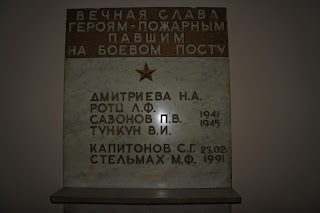 ВЕЧНАЯ СЛАВА
ГЕРОЯМ-ПОЖАРНЫМ
ПАВШИМ
НА БОЕВОМ ПОСТУ
ДМИТРИЕВА Н.А.
РОТЦ Л.Ф.
САЗОНОВ П.В. 1941
ТУНКУН В.И. 1945
КАПИТОНОВ С.Г. 23.02.
СТЕЛЬМАХ М.Ф. 1991